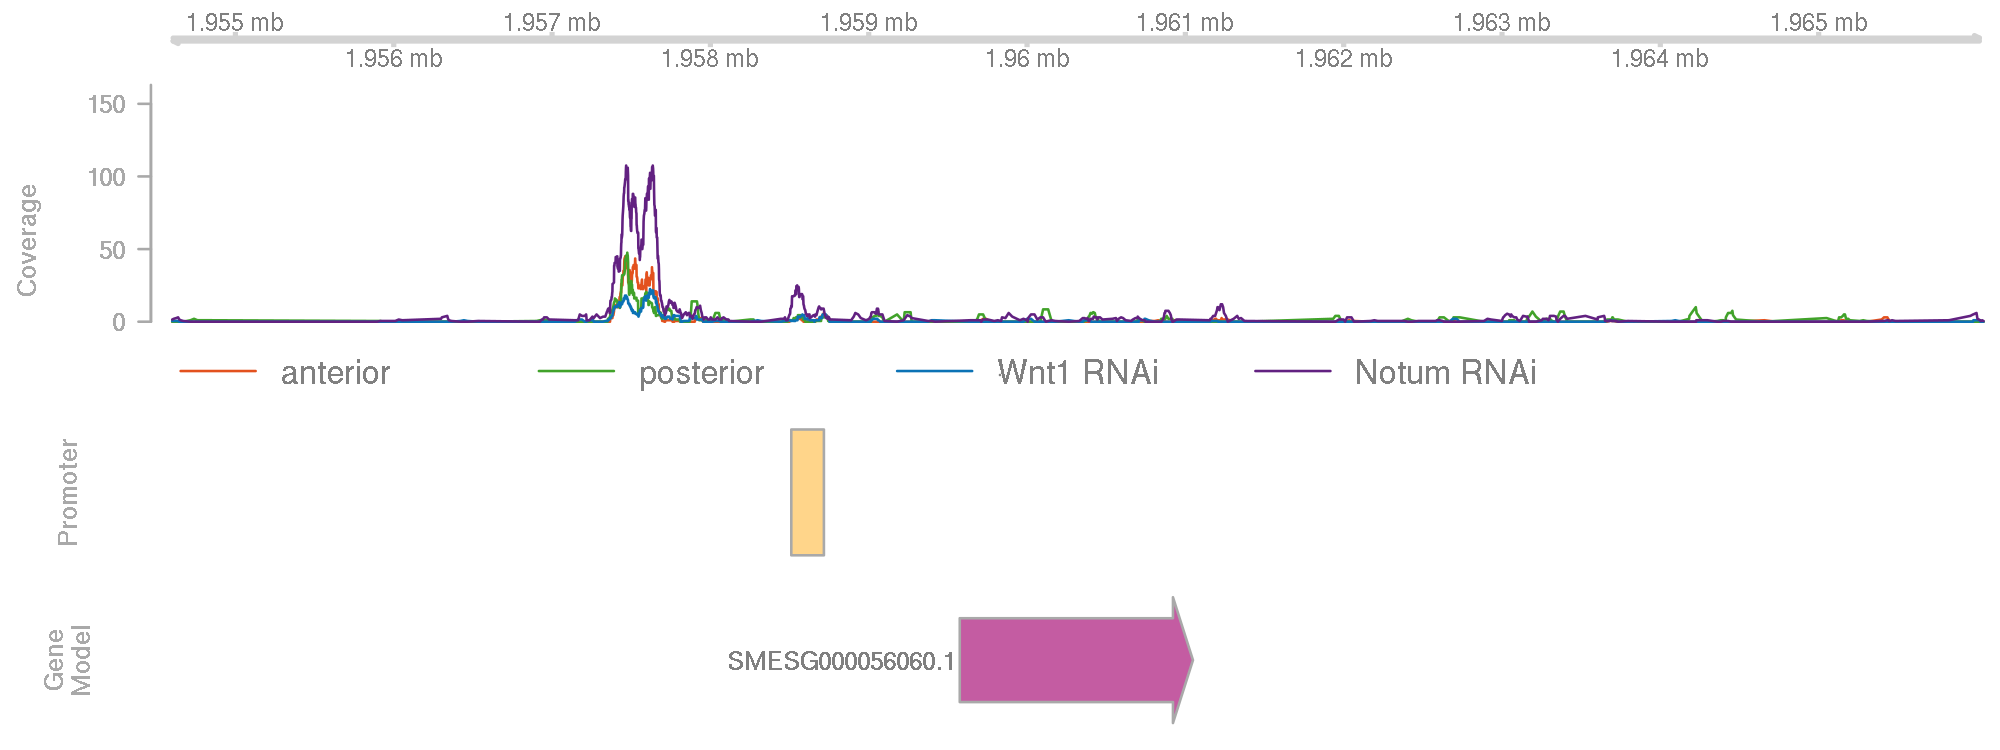 1.955 mb 1.957 mb 1.959 mb 1.961 mb 1.963 mb 1.965 mb
1.956 mb 1.958 mb 1.96 mb 1.962 mb 1.964 mb
150
100
50
0
Coverage
anterior posterior Wnt1 RNAi Notum RNAi
Promoter
Gene
Model
SMESG000056060.1